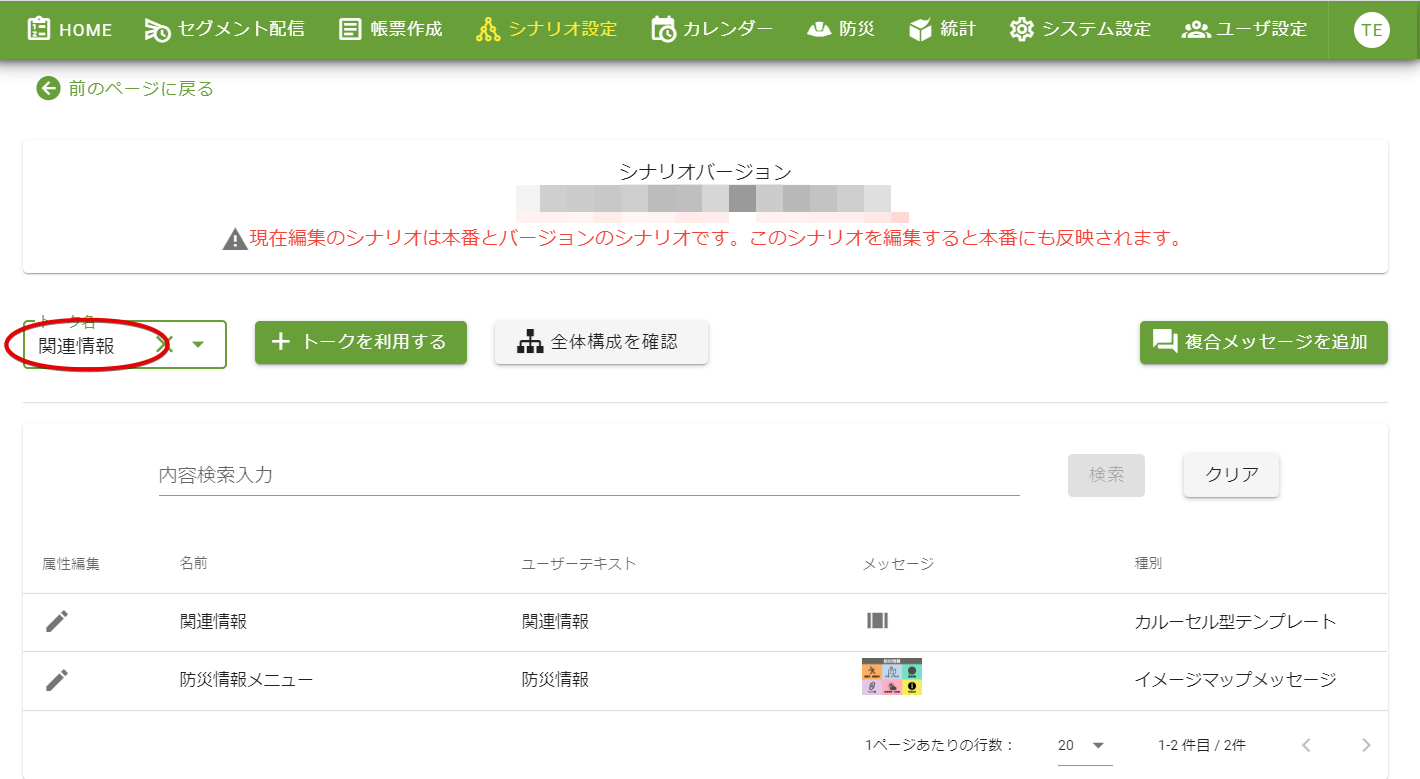 HOME セグメント配信 帳票作成 シナリオ設定 カレンダー 防災 統計 システム設定 ユーザ設定 TE
前のページに戻る
シナリオバージョン
現在編集のシナリオは本番とバージョンのシナリオです。このシナリオを編集すると本番にも反映されます。
トーク名
関連情報 トークを利用する 全体構成を確認 複合メッセージを追加
内容検索入力 検索 クリア
属性編集 名前 ユーザーテキスト メッセージ 種別
関連情報 関連情報 カルーセル型テンプレート
防災情報メニュー 防災情報 イメージマップメッセージ
1ページあたりの行数： 20 1-2 件目 / 2件